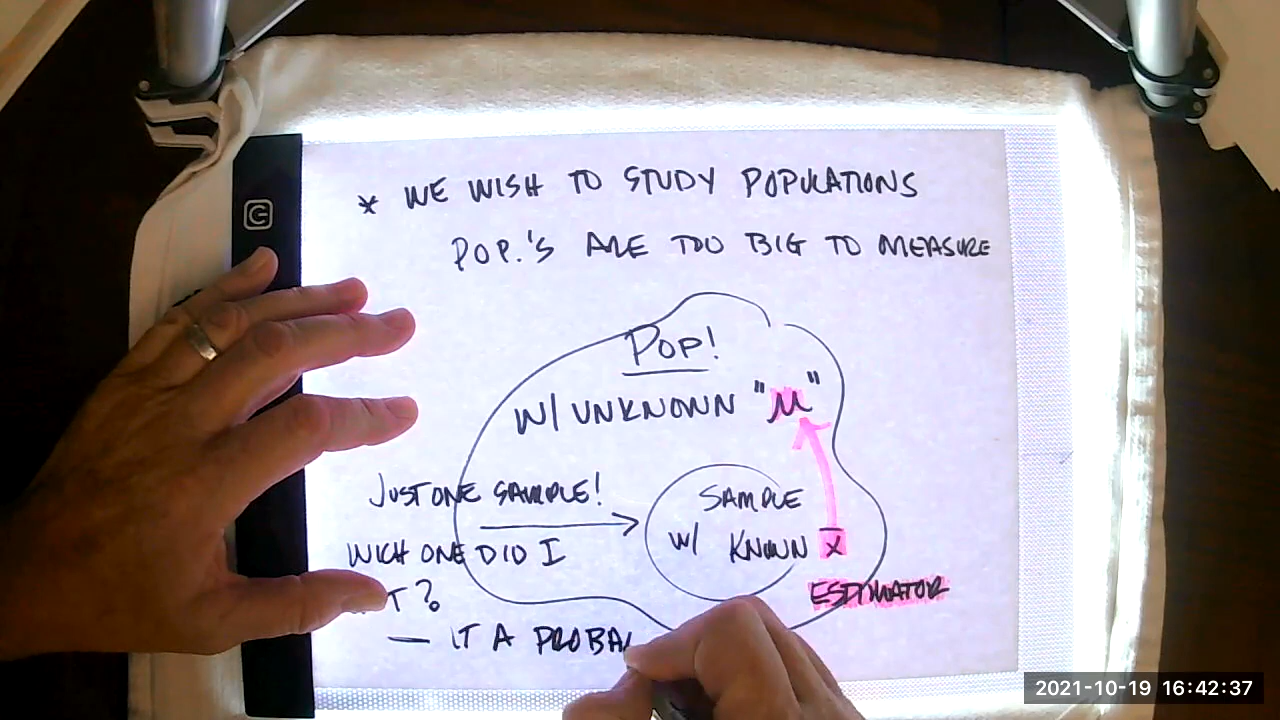 * WE WISH TO STUDY POPULATIONS
POP.'S ARE TOO BIG TO MEASURE
POP!
W/ UNKNOWN "μ"
JUST ONE SAMPLE!
SAMPLE
W/ KNOWN x̄
WICH ONE DID I
T?
ESTIMATOR
— IT A PROBA
2021-10-19 16:42:37